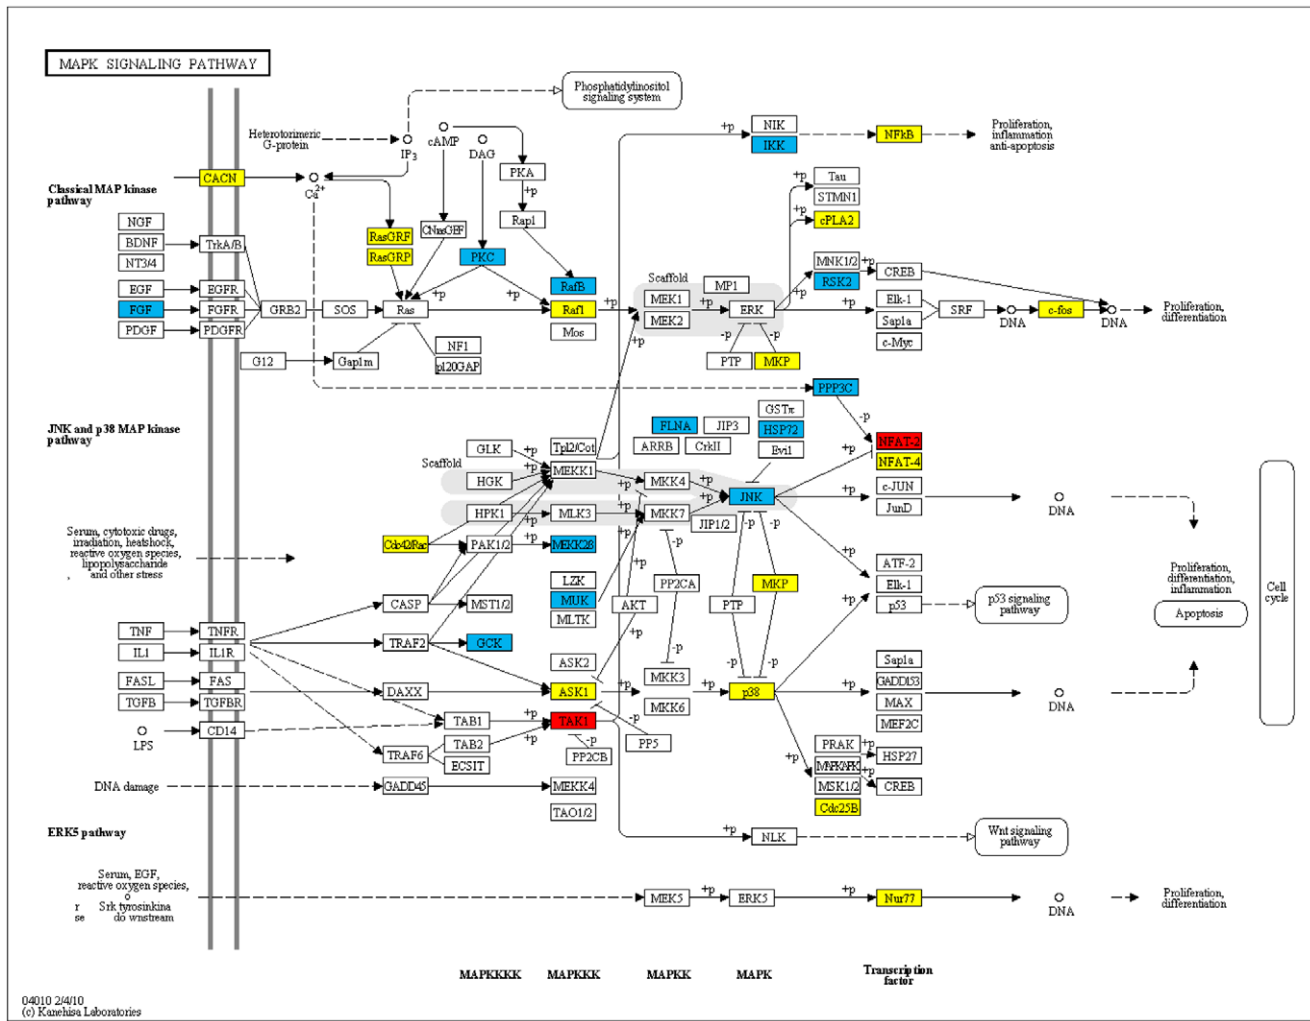 MAPK SIGNALING PATHWAY
Phosphatidylinositol
signaling system
Heterotorimeric
G-protein
IP3
cAMP
DAG
PKA
+p
Rap1
CACN
Ca2+
Classical MAP kinase
pathway
RasGRF
RasGRP
CNrasGEF
PKC
NGF
BDNF
NT3/4
TrkA/B
EGF
EGFR
FGF
FGFR
PDGF
PDGFR
GRB2
SOS
Ras
+p
+p
RafB
Raf1
Mos
+p
G12
Gap1m
NF1
p120GAP
Scaffold
MEK1
MEK2
+p
MP1
ERK
+p
-p
-p
PTP
MKP
+p
NIK
IKK
NFkB
Proliferation,
inflammation
anti-apoptosis
+p
+p
Tau
STMN1
cPLA2
+p
MNK1/2
RSK2
+p
CREB
+p
Elk-1
Sap1a
c-Myc
SRF
DNA
c-fos
DNA
Proliferation,
differentiation
PPP3C
-p
NFAT-2
NFAT-4
JNK and p38 MAP kinase
pathway
Scaffold
GLK
HGK
HPK1
+p
+p
+p
+p
Tpl2/Cot
MEKK1
MLK3
+p
+p
+p
FLNA
JIP3
ARRB
CrkII
GSTπ
HSP72
Evi1
MKK4
MKK7
+p
+p
JIP1/2
JNK
+p
+p
+p
c-JUN
JunD
DNA
Serum, cytotoxic drugs,
irradiation, heatshock,
reactive oxygen species,
lipopolysaccharide
and other stress
Cdc42/Rac
PAK1/2
+p
MEKK2/3
LZK
MUK
MLTK
AKT
+p
-p
PP2CA
-p
-p
-p
PTP
MKP
-p
-p
ATF-2
Elk-1
p53
+p
p53 signaling
pathway
Proliferation,
differentiation,
inflammation
Apoptosis
Cell
cycle
CASP
MST1/2
TRAF2
GCK
TNF
TNFR
IL1
IL1R
FASL
FAS
TGFB
TGFBR
LPS
CD14
DAXX
ASK2
ASK1
+p
MKK3
MKK6
+p
p38
+p
Sap1a
GADD153
MAX
MEF2C
DNA
TAB1
+p
TAK1
-p
-p
PP2CB
PP5
TRAF6
TAB2
ECSIT
+p
+p
PRAK
MAPKAPK
MSK1/2
Cdc25B
+p
+p
HSP27
CREB
DNA damage
GADD45
MEKK4
TAO1/2
ERK5 pathway
+p
NLK
Wnt signaling
pathway
Serum, EGF,
reactive oxygen species,
r
se
Srk tyrosinkina
do wnstream
MEK5
+p
ERK5
+p
Nur77
DNA
Proliferation,
differentiation
MAPKKKK
MAPKKK
MAPKK
MAPK
Transcription
factor
04010 2/4/10
(c) Kanehisa Laboratories